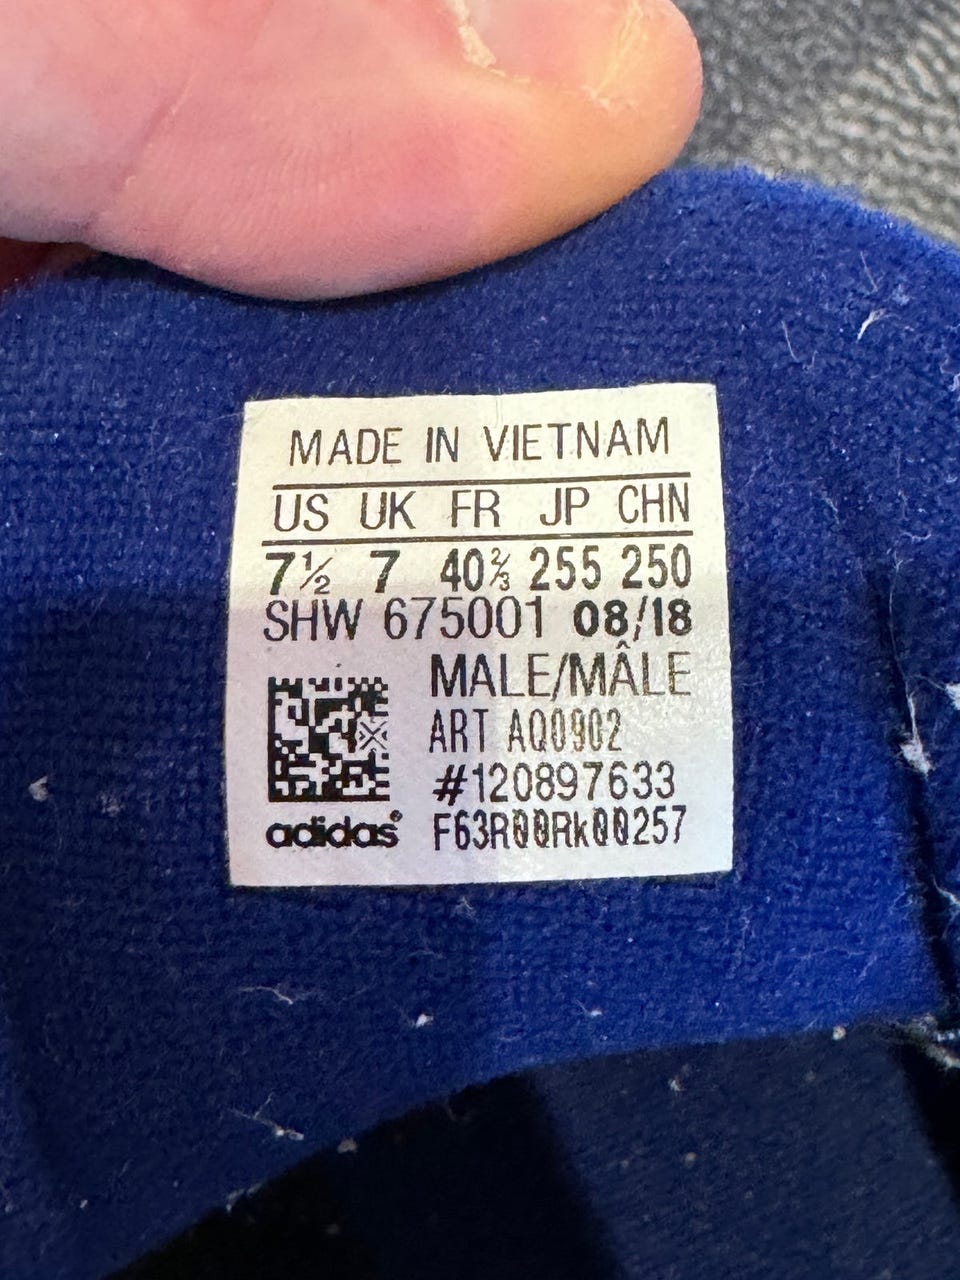 MADE IN VIETNAM
US UK FR JP CHN
7½ 7 40⅔ 255 250
SHW 675001 08/18
MALE/MÂLE
ART AQ0902
#120897633
adidas® F63R00Rk00257